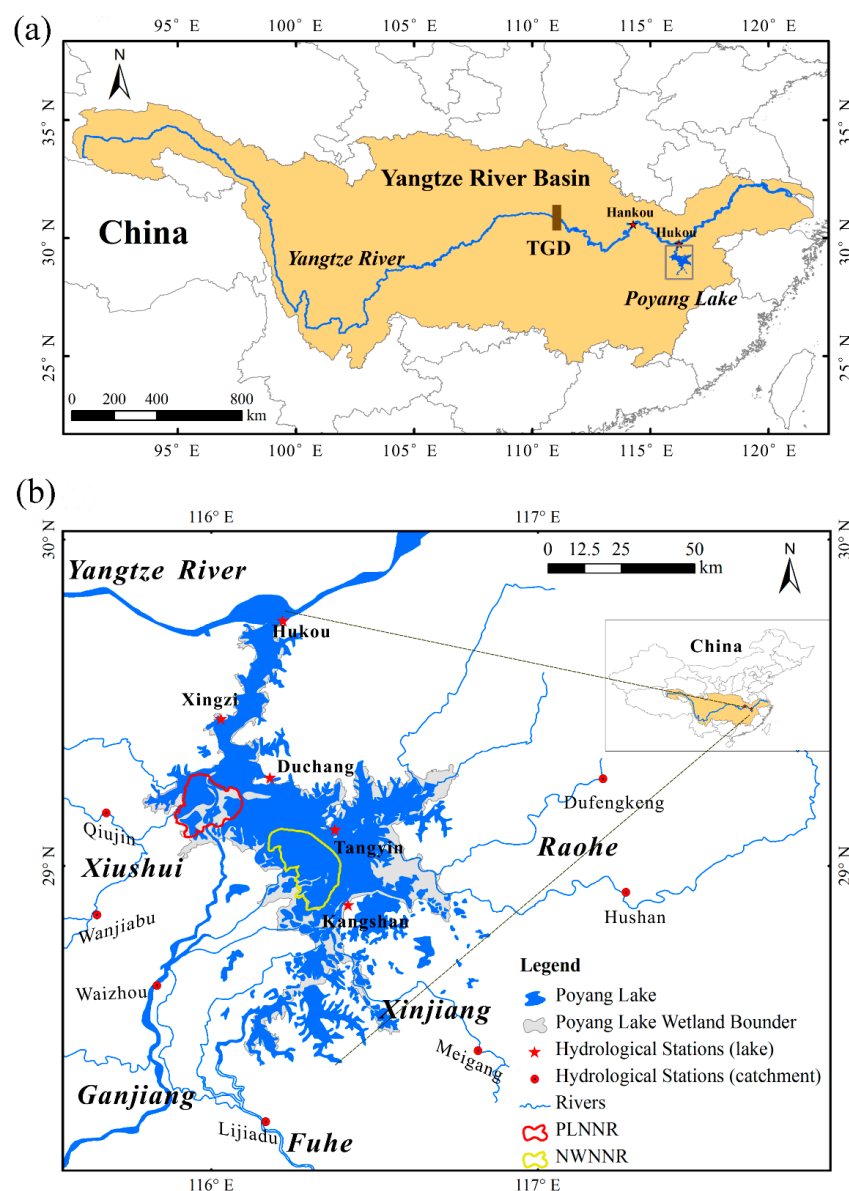 (a)
95° E 100° E 105° E 110° E 115° E 120° E
N
35° N
30° N
25° N
Yangtze River Basin
China
Hankou
Hukou
TGD
Yangtze River
Poyang Lake
0 200 400 800
km
95° E 100° E 105° E 110° E 115° E 120° E
(b)
116° E 117° E
30° N 30° N
0 12.5 25 50
km
N
Yangtze River
Hukou
China
Xingzi
Duchang
Dufengkeng
Qiujin
Tangyin
Raohe
Xiushui
29° N 29° N
Hushan
Kangshan
Wanjiabu
Waizhou
Xinjiang
Meigang
Ganjiang
Lijiadu
Fuhe
Legend
Poyang Lake
Poyang Lake Wetland Bounder
Hydrological Stations (lake)
Hydrological Stations (catchment)
Rivers
PLNNR
NWNNR
116° E 117° E